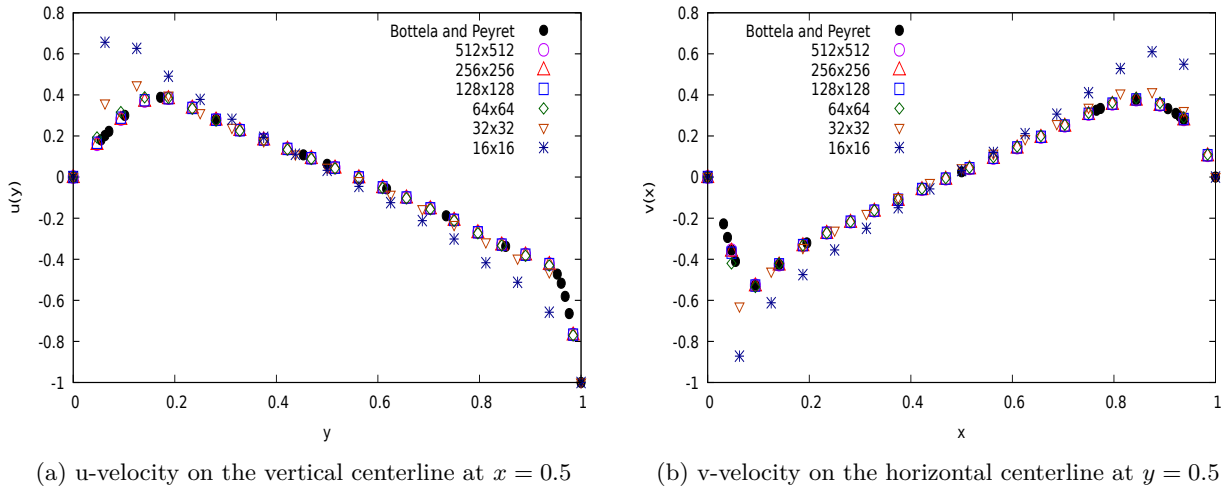 0.8
0.6
0.4
0.2
0
-0.2
-0.4
-0.6
-0.8
-1
u(y)
0 0.2 0.4 0.6 0.8 1
y
Bottela and Peyret
512x512
256x256
128x128
64x64
32x32
16x16
(a) u-velocity on the vertical centerline at x = 0.5
0.8
0.6
0.4
0.2
0
-0.2
-0.4
-0.6
-0.8
-1
v(x)
0 0.2 0.4 0.6 0.8 1
x
Bottela and Peyret
512x512
256x256
128x128
64x64
32x32
16x16
(b) v-velocity on the horizontal centerline at y = 0.5